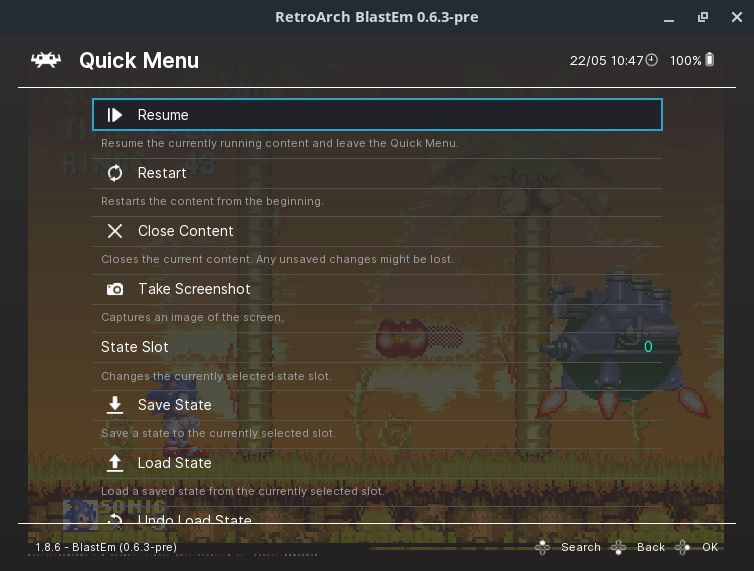 RetroArch BlastEm 0.6.3-pre
Quick Menu
22/05 10:47 100%
Resume
Resume the currently running content and leave the Quick Menu.
Restart
Restarts the content from the beginning.
Close Content
Closes the current content. Any unsaved changes might be lost.
Take Screenshot
Captures an image of the screen.
State Slot 0
Changes the currently selected state slot.
Save State
Save a state to the currently selected slot.
Load State
Load a saved state from the currently selected slot.
Undo Load State
SONIC
1.8.6 - BlastEm (0.6.3-pre) Search Back OK